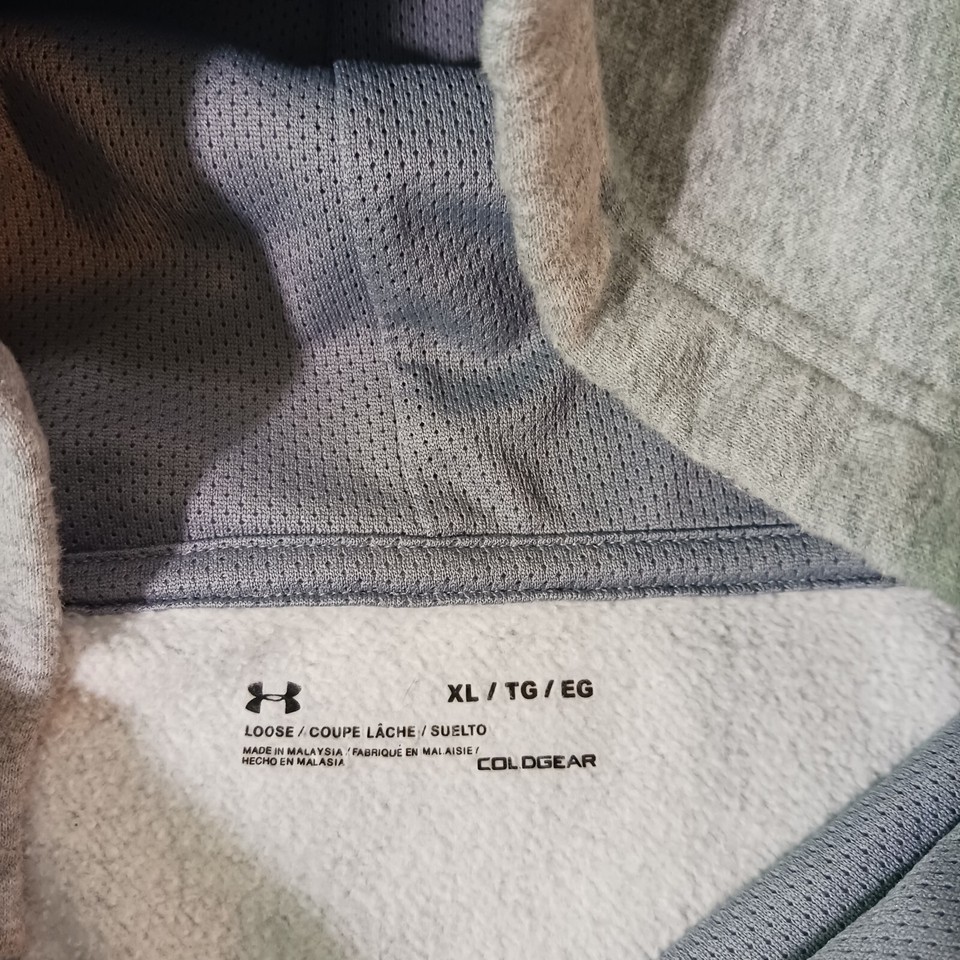 XL / TG / EG
LOOSE / COUPE LÂCHE / SUELTO
MADE IN MALAYSIA / FABRIQUÉ EN MALAISIE /
HECHO EN MALASIA
COLDGEAR